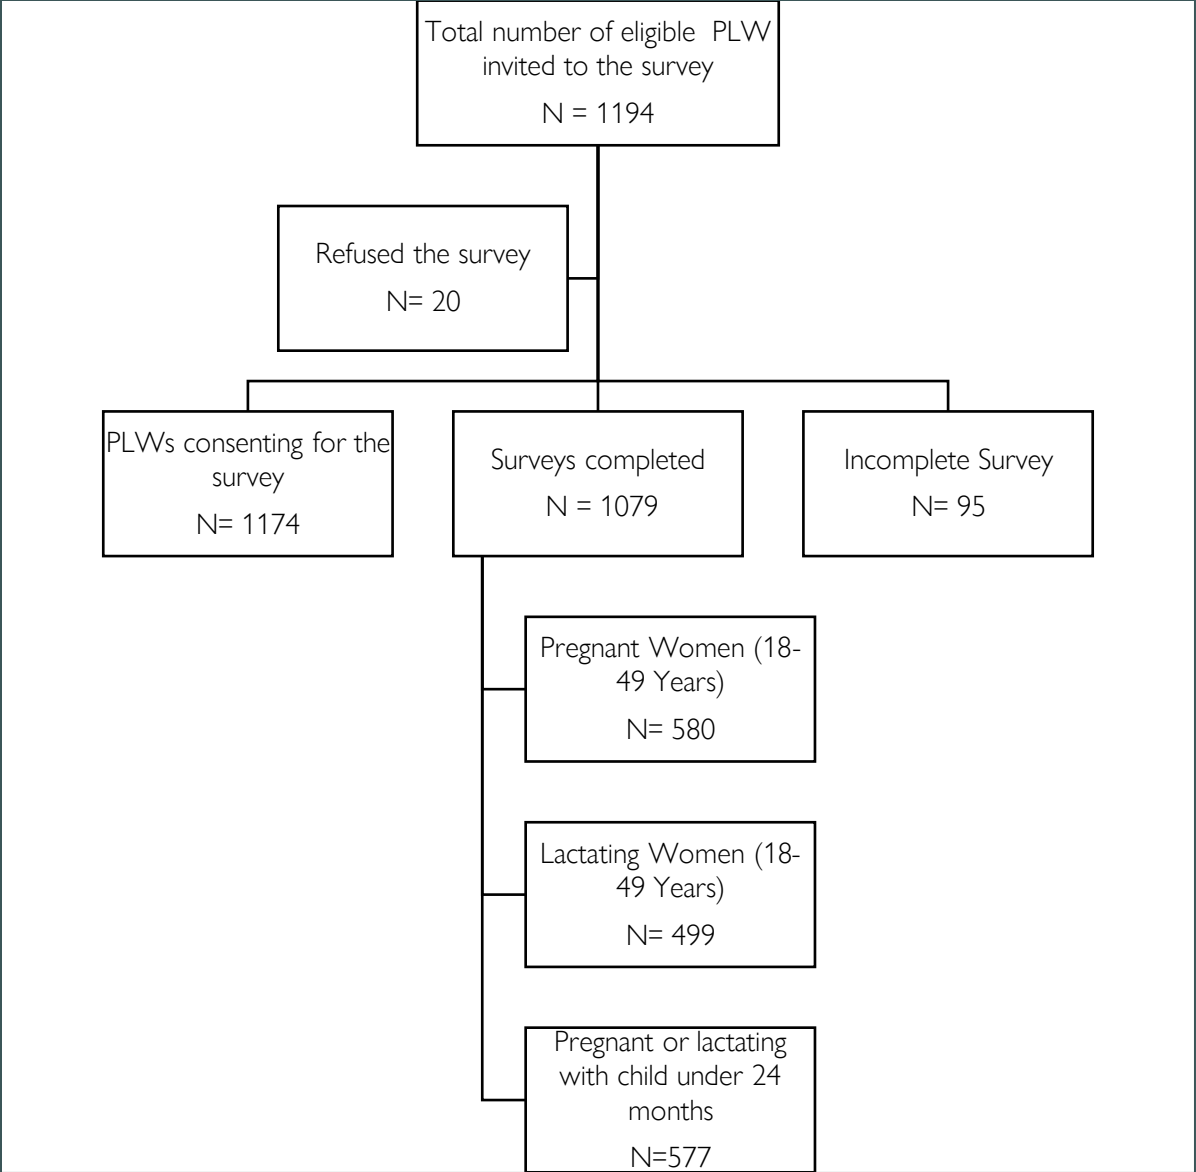 Total number of eligible PLW
invited to the survey
N = 1194
Refused the survey
N= 20
PLWs consenting for the
survey
N= 1174
Surveys completed
N = 1079
Incomplete Survey
N= 95
Pregnant Women (18-
49 Years)
N= 580
Lactating Women (18-
49 Years)
N= 499
Pregnant or lactating
with child under 24
months
N=577